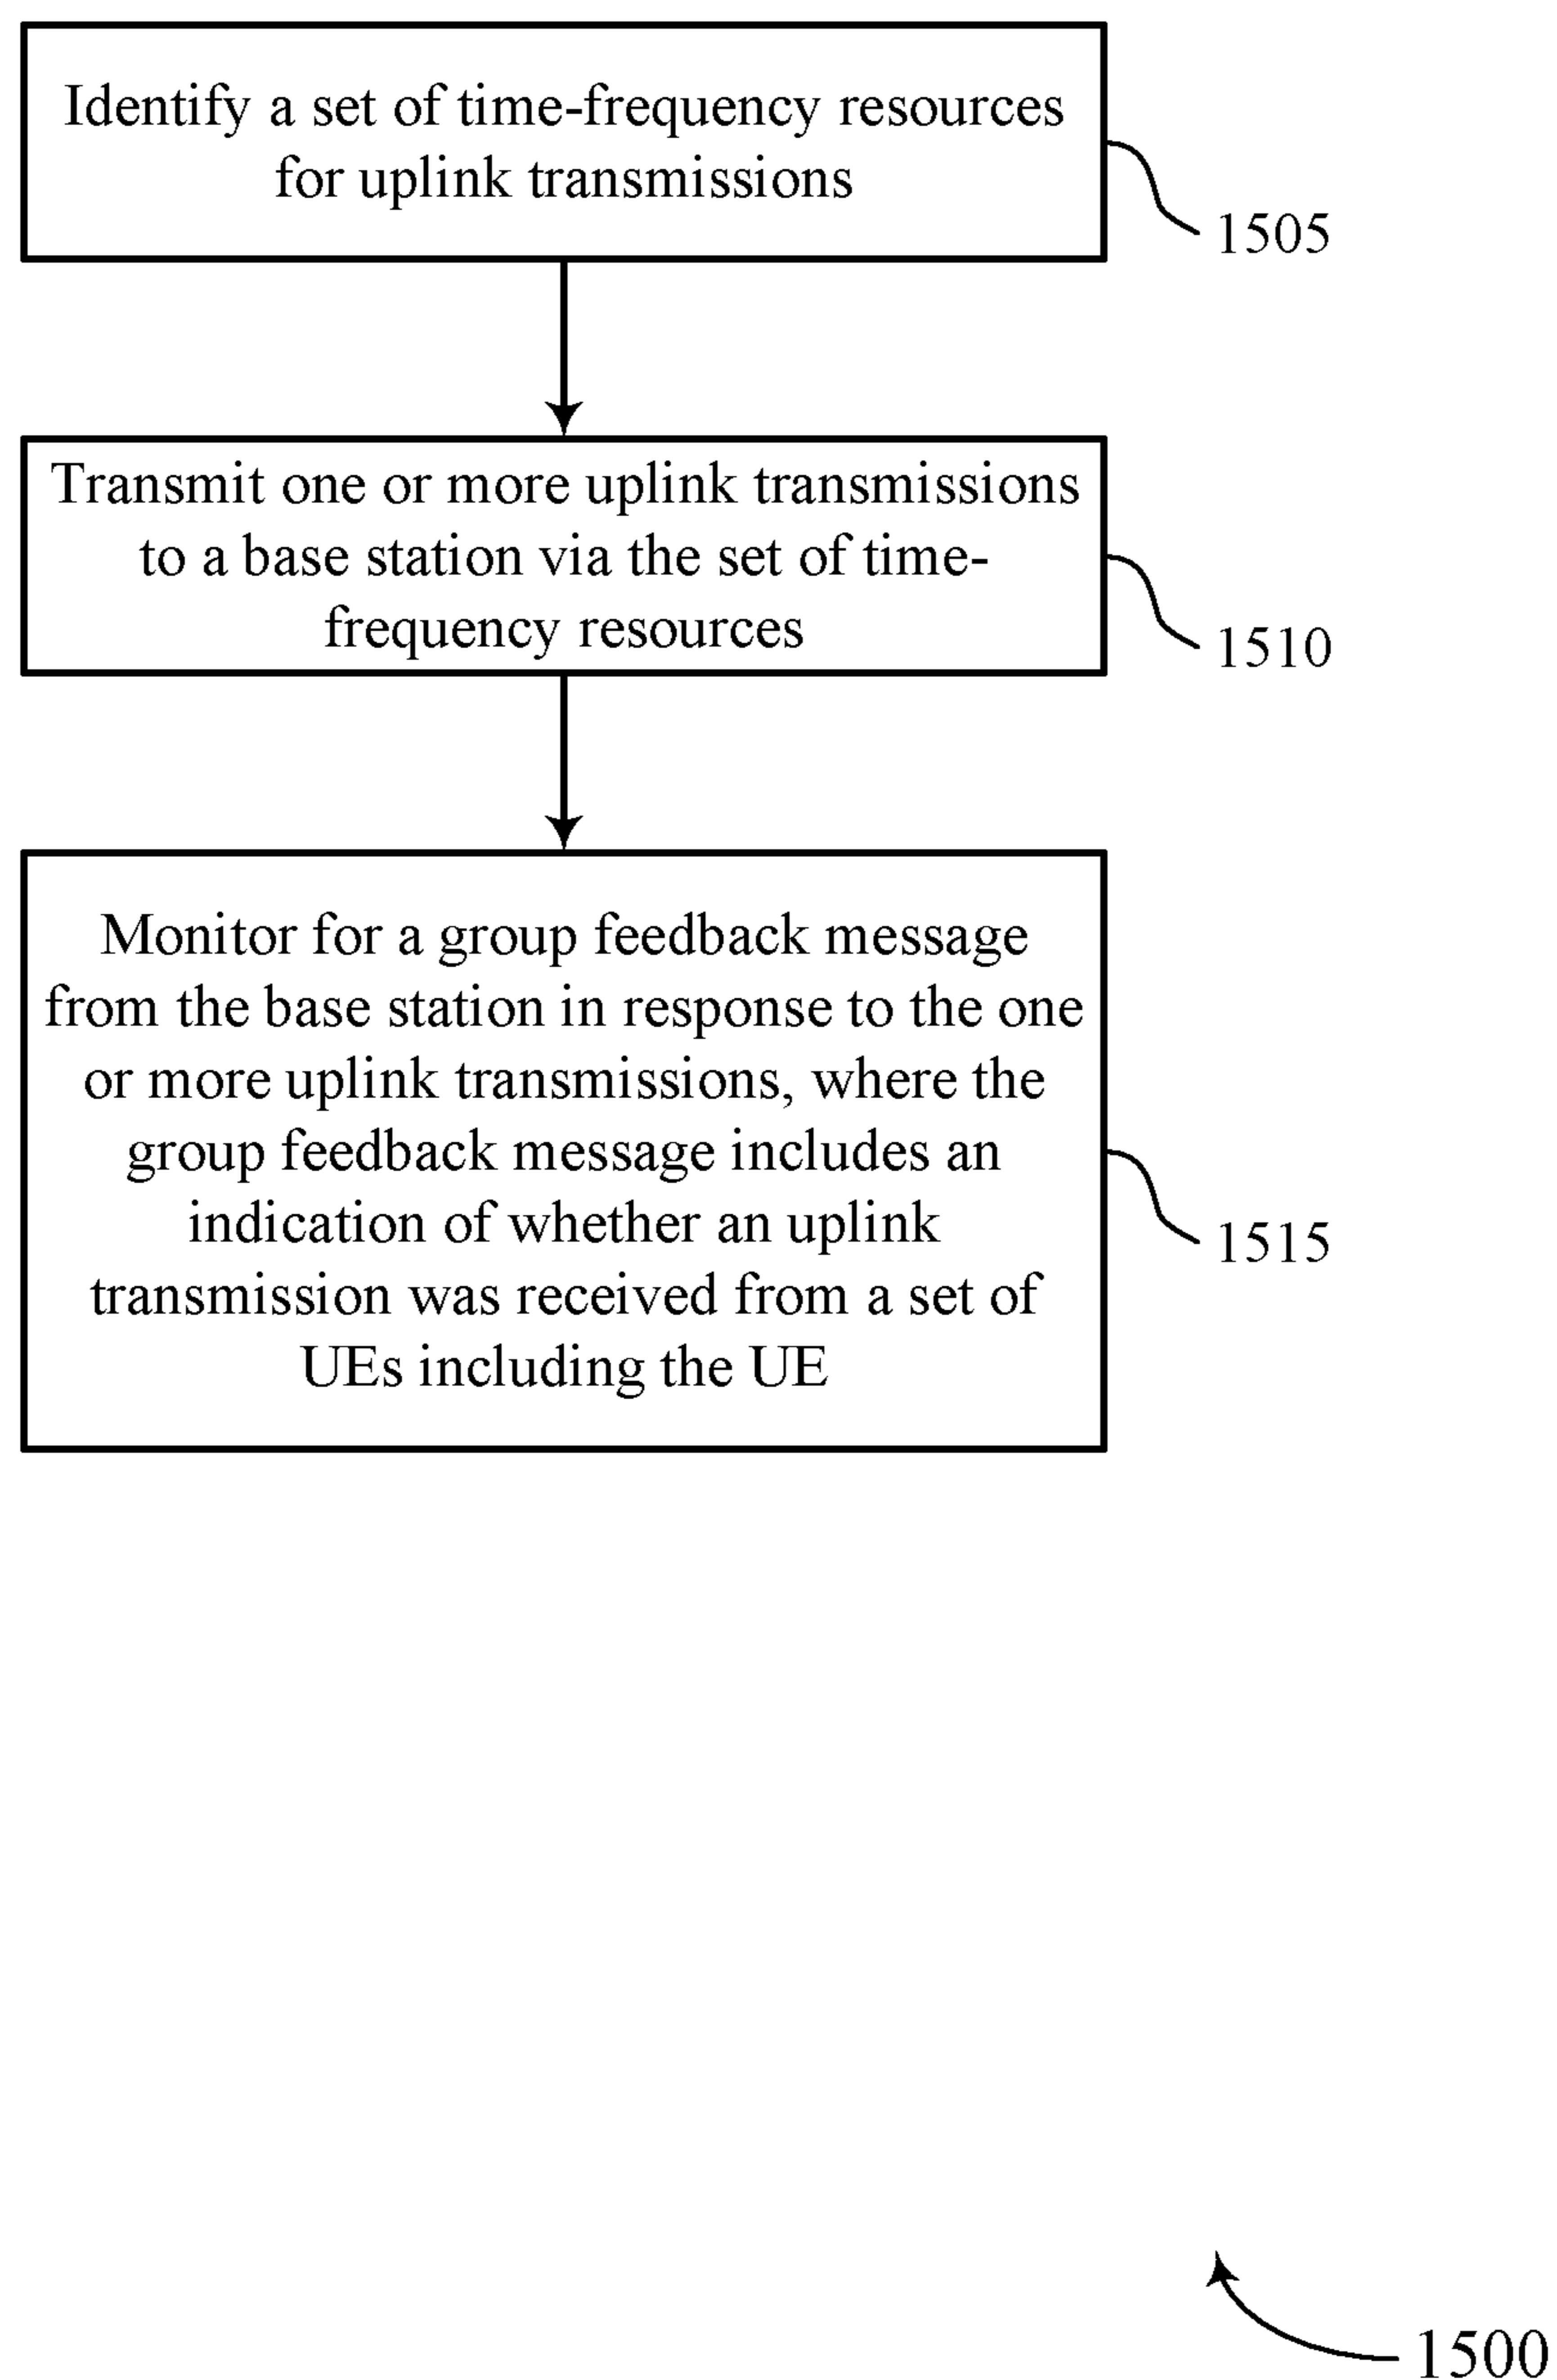 Identify a set of time-frequency resources
for uplink transmissions
1505
Transmit one or more uplink transmissions
to a base station via the set of time-
frequency resources
1510
Monitor for a group feedback message
from the base station in response to the one
or more uplink transmissions, where the
group feedback message includes an
indication of whether an uplink
transmission was received from a set of
UEs including the UE
1515
1500